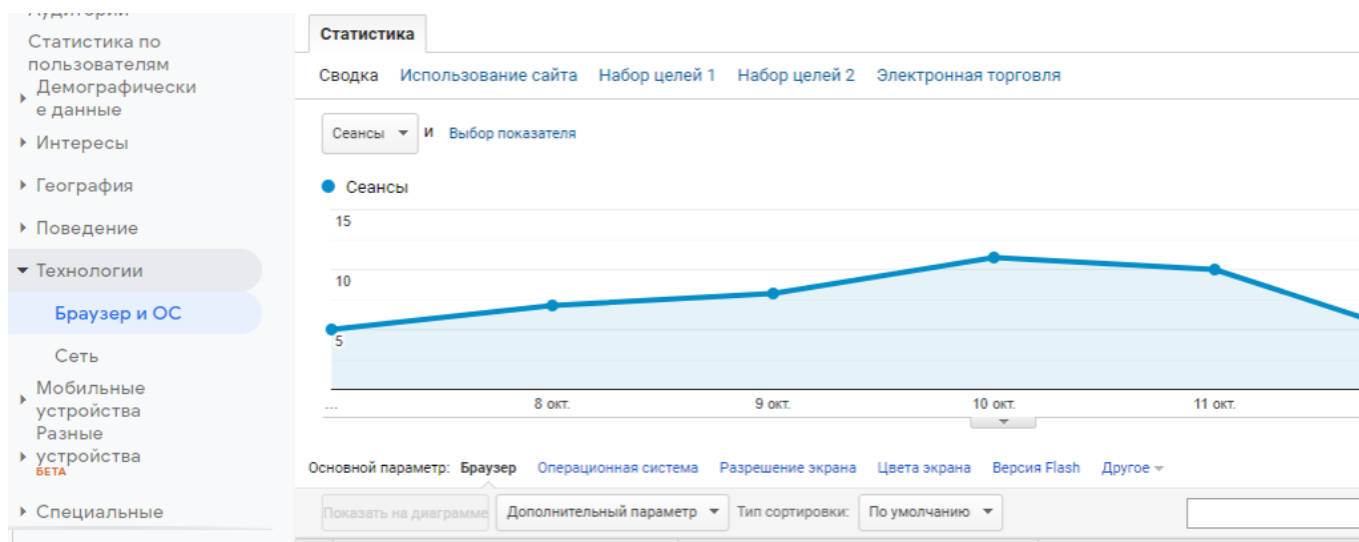 Аудитории
Статистика по
пользователям
Демографически
е данные
Интересы
География
Поведение
Технологии
Браузер и ОС
Сеть
Мобильные
устройства
Разные
устройства
БЕТА
Специальные
Статистика
Сводка Использование сайта Набор целей 1 Набор целей 2 Электронная торговля
Сеансы и Выбор показателя
Сеансы
15
10
5
... 8 окт. 9 окт. 10 окт. 11 окт.
Основной параметр: Браузер Операционная система Разрешение экрана Цвета экрана Версия Flash Другое
Показать на диаграмме Дополнительный параметр Тип сортировки: По умолчанию